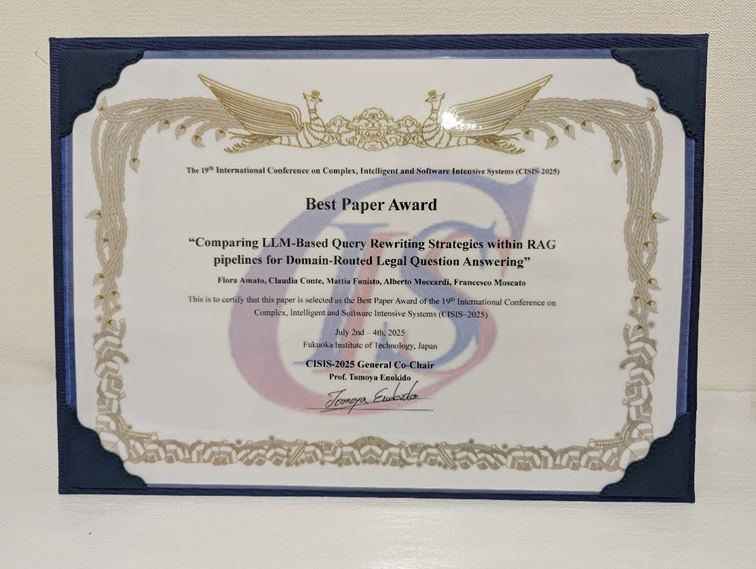 The 19th International Conference on Complex, Intelligent and Software Intensive Systems (CISIS-2025)
Best Paper Award
“Comparing LLM-Based Query Rewriting Strategies within RAG
pipelines for Domain-Routed Legal Question Answering”
Flora Amato, Claudia Conte, Mattia Fonisto, Alberto Moccardi, Francesco Moscato
This is to certify that this paper is selected as the Best Paper Award of the 19th International Conference on
Complex, Intelligent and Software Intensive Systems (CISIS–2025)
July 2nd – 4th, 2025
Fukuoka Institute of Technology, Japan
CISIS-2025 General Co-Chair
Prof. Tomoya Enokido
Tomoya Enokido
CISIS